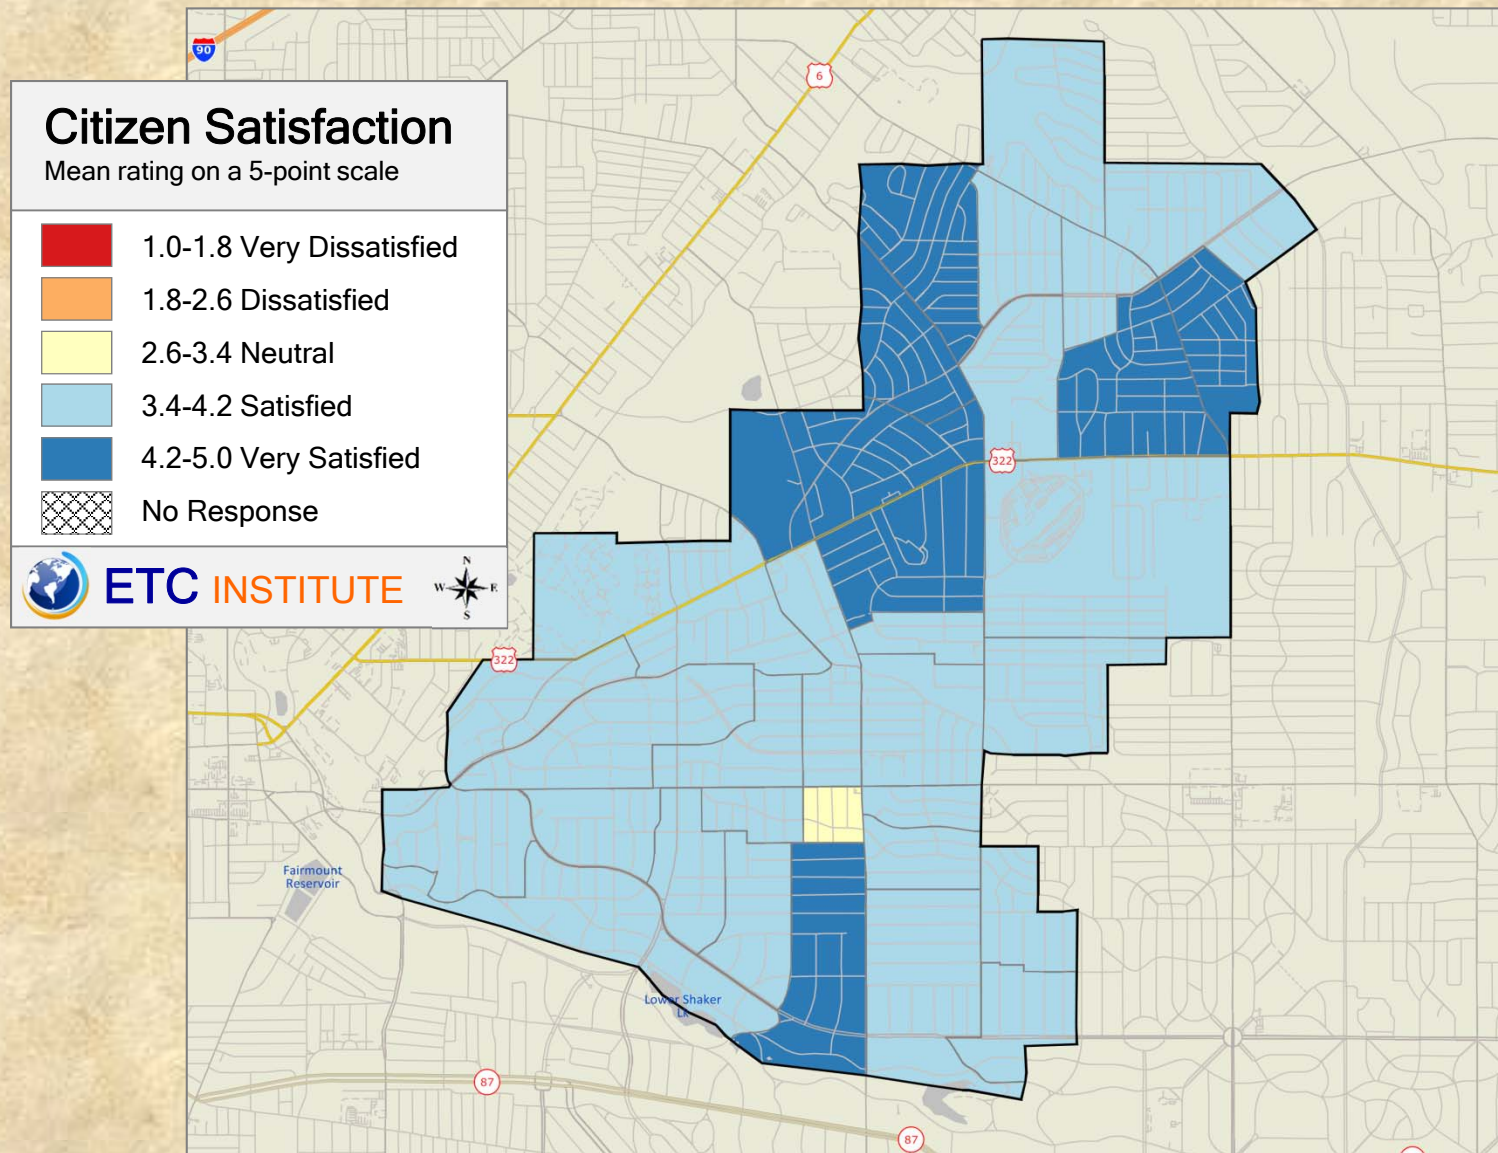 90
6
Citizen Satisfaction
Mean rating on a 5-point scale
1.0-1.8 Very Dissatisfied
1.8-2.6 Dissatisfied
2.6-3.4 Neutral
3.4-4.2 Satisfied
4.2-5.0 Very Satisfied
No Response
ETC INSTITUTE
N
W E
S
322
322
Fairmount
Reservoir
Lower Shaker
Lk
87
87